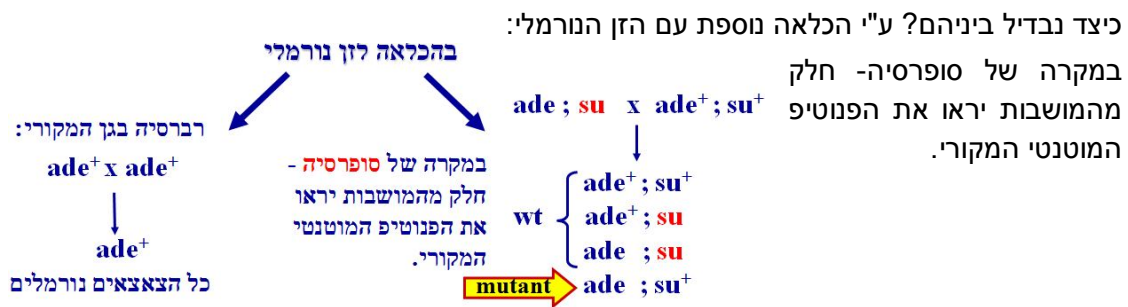 כיצד נבדיל ביניהם? ע"י הכלאה נוספת עם הזן הנורמלי:
במקרה של סופרסיה- חלק
מהמושבות יראו את הפנוטיפ
המוטנטי המקורי.
בהכלאה לזן נורמלי
ade ; su x ade⁺ ; su⁺
ade⁺ ; su⁺
wt
ade⁺ ; su
ade ; su
mutant
ade ; su⁺
במקרה של סופרסיה -
חלק מהמושבות יראו
את הפנוטיפ המוטנטי
המקורי.
רברסיה בגן המקורי:
ade⁺ x ade⁺
ade⁺
כל הצאצאים נורמלים